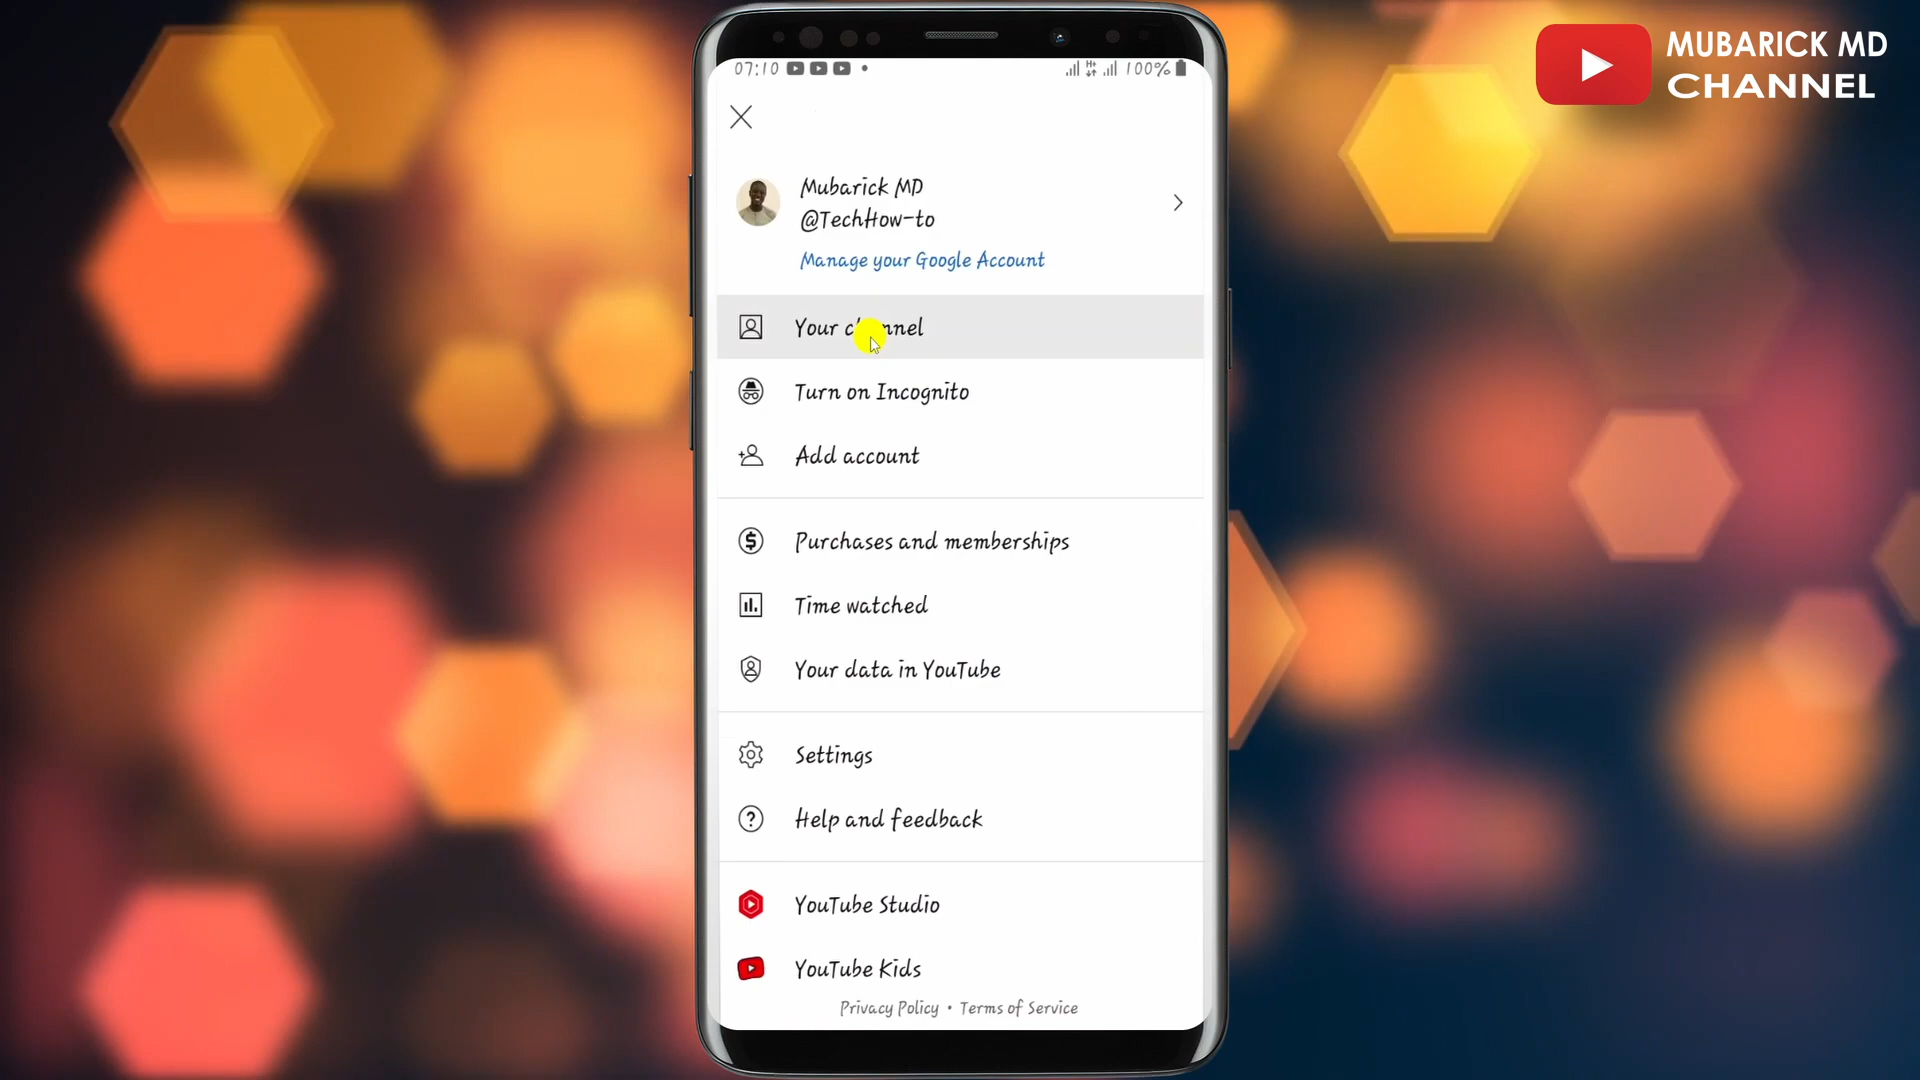 MUBARICK MD
CHANNEL
07:10
100%
Mubarick MD
@TechHow-to
Manage your Google Account
Your channel
Turn on Incognito
Add account
Purchases and memberships
Time watched
Your data in YouTube
Settings
Help and feedback
YouTube Studio
YouTube Kids
Privacy Policy • Terms of Service